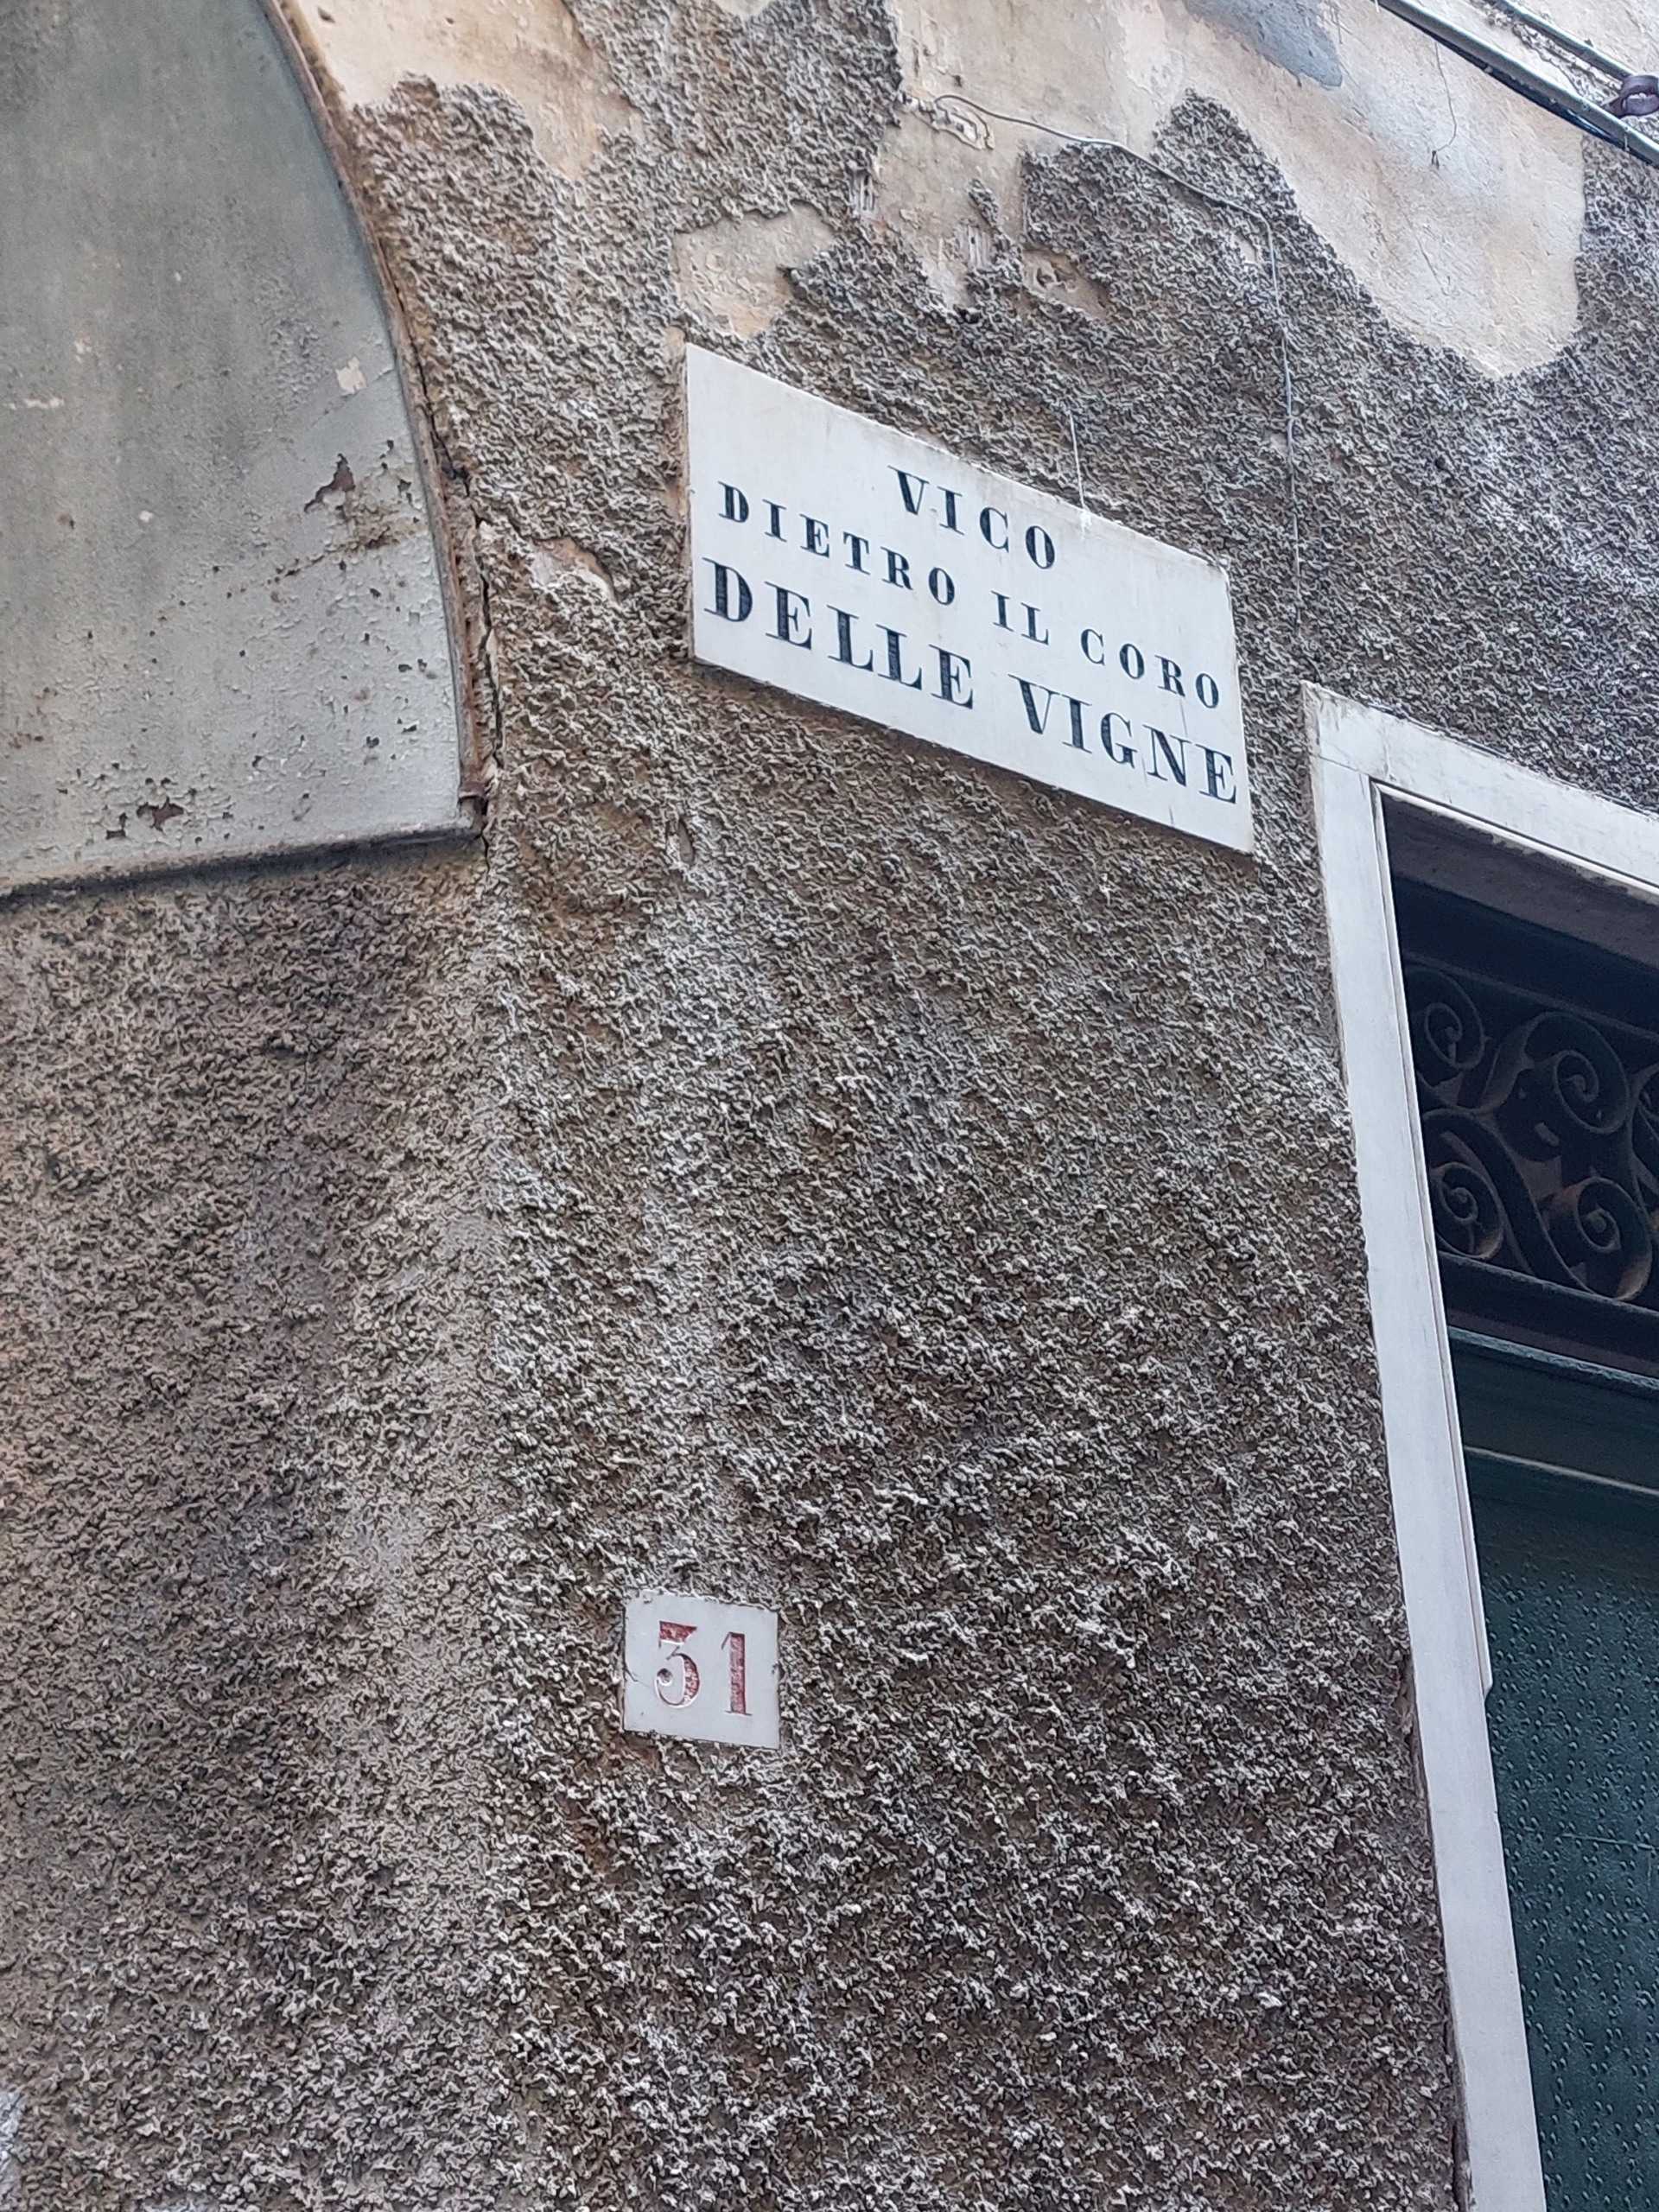 VICO
DIETRO IL CORO
DELLE VIGNE
31